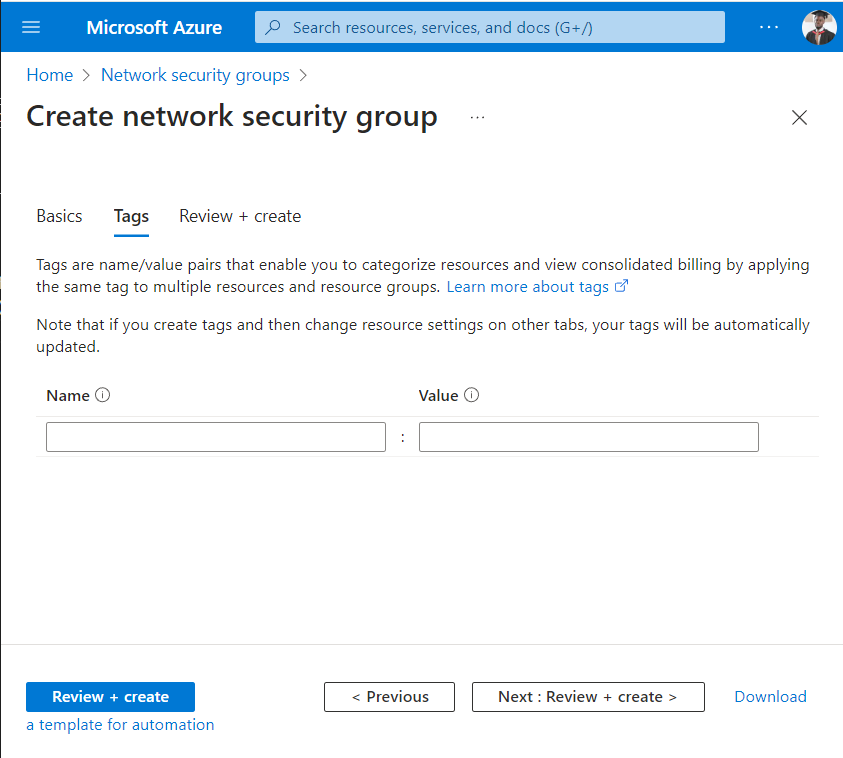 Microsoft Azure
Search resources, services, and docs (G+/)
...
Home > Network security groups >
Create network security group ...
Basics Tags Review + create
Tags are name/value pairs that enable you to categorize resources and view consolidated billing by applying
the same tag to multiple resources and resource groups. Learn more about tags
Note that if you create tags and then change resource settings on other tabs, your tags will be automatically
updated.
Name Value
:
Review + create < Previous Next : Review + create > Download
a template for automation